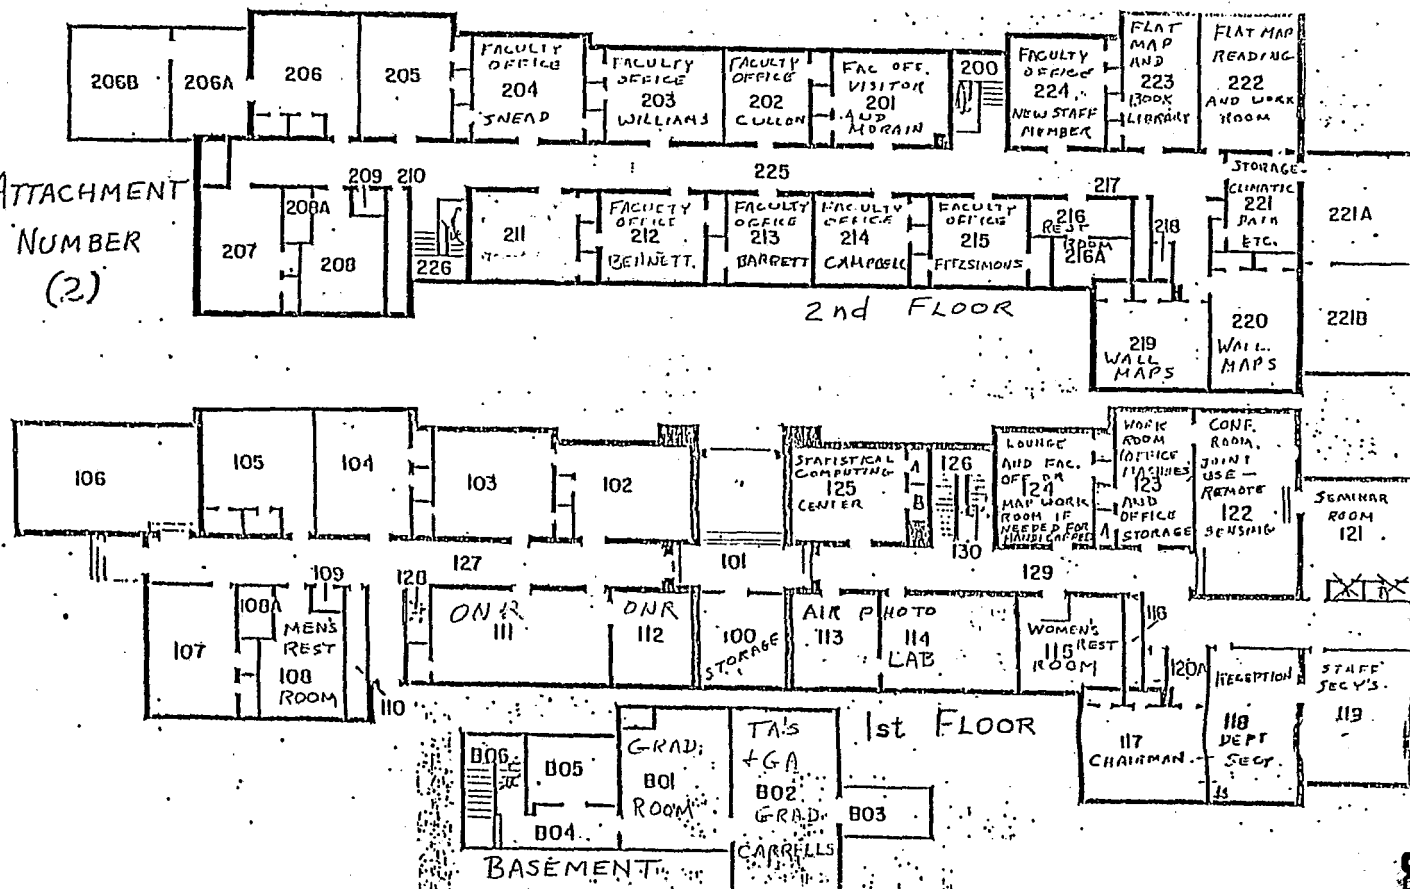 206B
206A
206
205
FACULTY
OFFICE
204
SNEAD
FACULTY
OFFICE
203
WILLIAMS
FACULTY
OFFICE
202
CULLON
FAC OFF.
VISITOR
201
AND
MORAIN
200
FACULTY
OFFICE
224
NEW STAFF
MEMBER
FLAT
MAP
AND
223
BOOK
LIBRARY
FLAT MAP
READING
222
AND WORK
ROOM
ATTACHMENT
NUMBER
(2)
209
210
225
217
207
208A
208
226
211
FACULTY
OFFICE
212
BENNETT.
FACULTY
OFFICE
213
BARRETT
FACULTY
OFFICE
214
CAMPBELL
FACULTY
OFFICE
215
FITZSIMONS
216
REST
ROOM
216A
218
STORAGE
CLIMATIC
221
DATA
ETC.
221A
221B
219
WALL
MAPS
220
WALL
MAPS
2nd FLOOR
106
105
104
103
102
STATISTICAL
COMPUTING
125
CENTER
A
B
126
130
LOUNGE
AND FAC.
OFF OR
124
MAP WORK
ROOM IF
NEEDED FOR
HANDICAPPED
WORK
ROOM
OFFICE
MACHINES
123
AND
OFFICE
A STORAGE
CONF.
ROOM.
JOINT
USE -
REMOTE
122
SENSING
SEMINAR
ROOM
121
109
128
127
101
129
107
108A
MEN'S
REST
108
ROOM
110
ONR
111
ONR
112
100
STORAGE
AIR PHOTO
113
114
LAB
WOMEN'S
115 REST
ROOM
116
120A
117
CHAIRMAN
RECEPTION
118
DEPT
SECY.
STAFF
SECY'S.
119
1st FLOOR
B06
B05
B04
GRAD.
B01
ROOM
TA'S
+GA
B02
GRAD.
CARRELLS
B03
BASEMENT